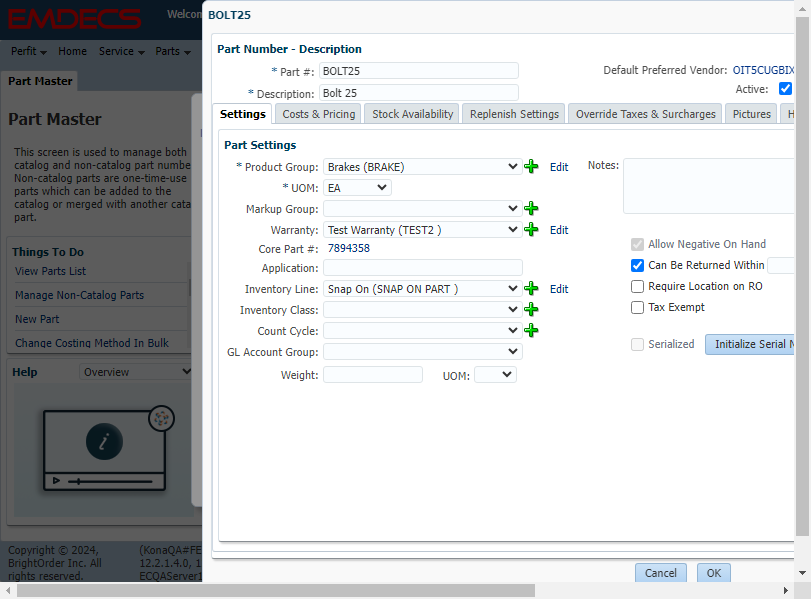 EMDECS
Welcom
Perfit Home Service Parts
Part Master
Part Master
This screen is used to manage both
catalog and non-catalog part numbe
Non-catalog parts are one-time-use
parts which can be added to the
catalog or merged with another cata
part.
Things To Do
View Parts List
Manage Non-Catalog Parts
New Part
Change Costing Method In Bulk
Help Overview
Copyright © 2024,
BrightOrder Inc. All
rights reserved.
(KonaQA#FE
12.2.1.4.0, 1
ECQAServer1
BOLT25
Part Number - Description
* Part #: BOLT25
Default Preferred Vendor: OIT5CUGBIX
* Description: Bolt 25
Active:
Settings Costs & Pricing Stock Availability Replenish Settings Override Taxes & Surcharges Pictures H
Part Settings
* Product Group: Brakes (BRAKE) Edit
* UOM: EA
Markup Group:
Warranty: Test Warranty (TEST2 ) Edit
Core Part #: 7894358
Application:
Inventory Line: Snap On (SNAP ON PART ) Edit
Inventory Class:
Count Cycle:
GL Account Group:
Weight: UOM:
Notes:
Allow Negative On Hand
Can Be Returned Within
Require Location on RO
Tax Exempt
Serialized Initialize Serial N
Cancel OK